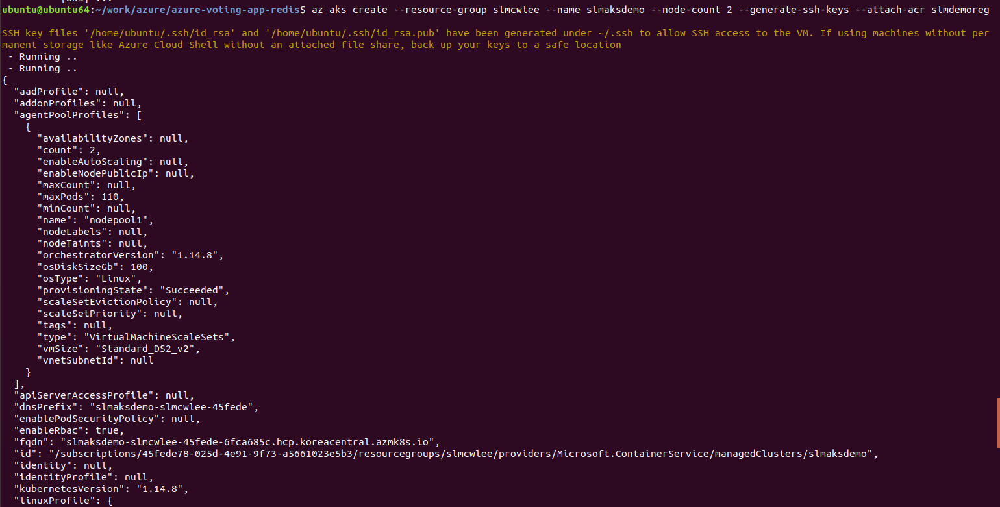 ubuntu@ubuntu64:~/work/azure/azure-voting-app-redis$ az aks create --resource-group slmcwlee --name slmaksdemo --node-count 2 --generate-ssh-keys --attach-acr slmdemoreg
SSH key files '/home/ubuntu/.ssh/id_rsa' and '/home/ubuntu/.ssh/id_rsa.pub' have been generated under ~/.ssh to allow SSH access to the VM. If using machines without per
manent storage like Azure Cloud Shell without an attached file share, back up your keys to a safe location
 - Running ..
 - Running ..
{
  "aadProfile": null,
  "addonProfiles": null,
  "agentPoolProfiles": [
    {
      "availabilityZones": null,
      "count": 2,
      "enableAutoScaling": null,
      "enableNodePublicIp": null,
      "maxCount": null,
      "maxPods": 110,
      "minCount": null,
      "name": "nodepool1",
      "nodeLabels": null,
      "nodeTaints": null,
      "orchestratorVersion": "1.14.8",
      "osDiskSizeGb": 100,
      "osType": "Linux",
      "provisioningState": "Succeeded",
      "scaleSetEvictionPolicy": null,
      "scaleSetPriority": null,
      "tags": null,
      "type": "VirtualMachineScaleSets",
      "vmSize": "Standard_DS2_v2",
      "vnetSubnetId": null
    }
  ],
  "apiServerAccessProfile": null,
  "dnsPrefix": "slmaksdemo-slmcwlee-45fede",
  "enablePodSecurityPolicy": null,
  "enableRbac": true,
  "fqdn": "slmaksdemo-slmcwlee-45fede-6fca685c.hcp.koreacentral.azmk8s.io",
  "id": "/subscriptions/45fede78-025d-4e91-9f73-a5661023e5b3/resourcegroups/slmcwlee/providers/Microsoft.ContainerService/managedClusters/slmaksdemo",
  "identity": null,
  "identityProfile": null,
  "kubernetesVersion": "1.14.8",
  "linuxProfile": {